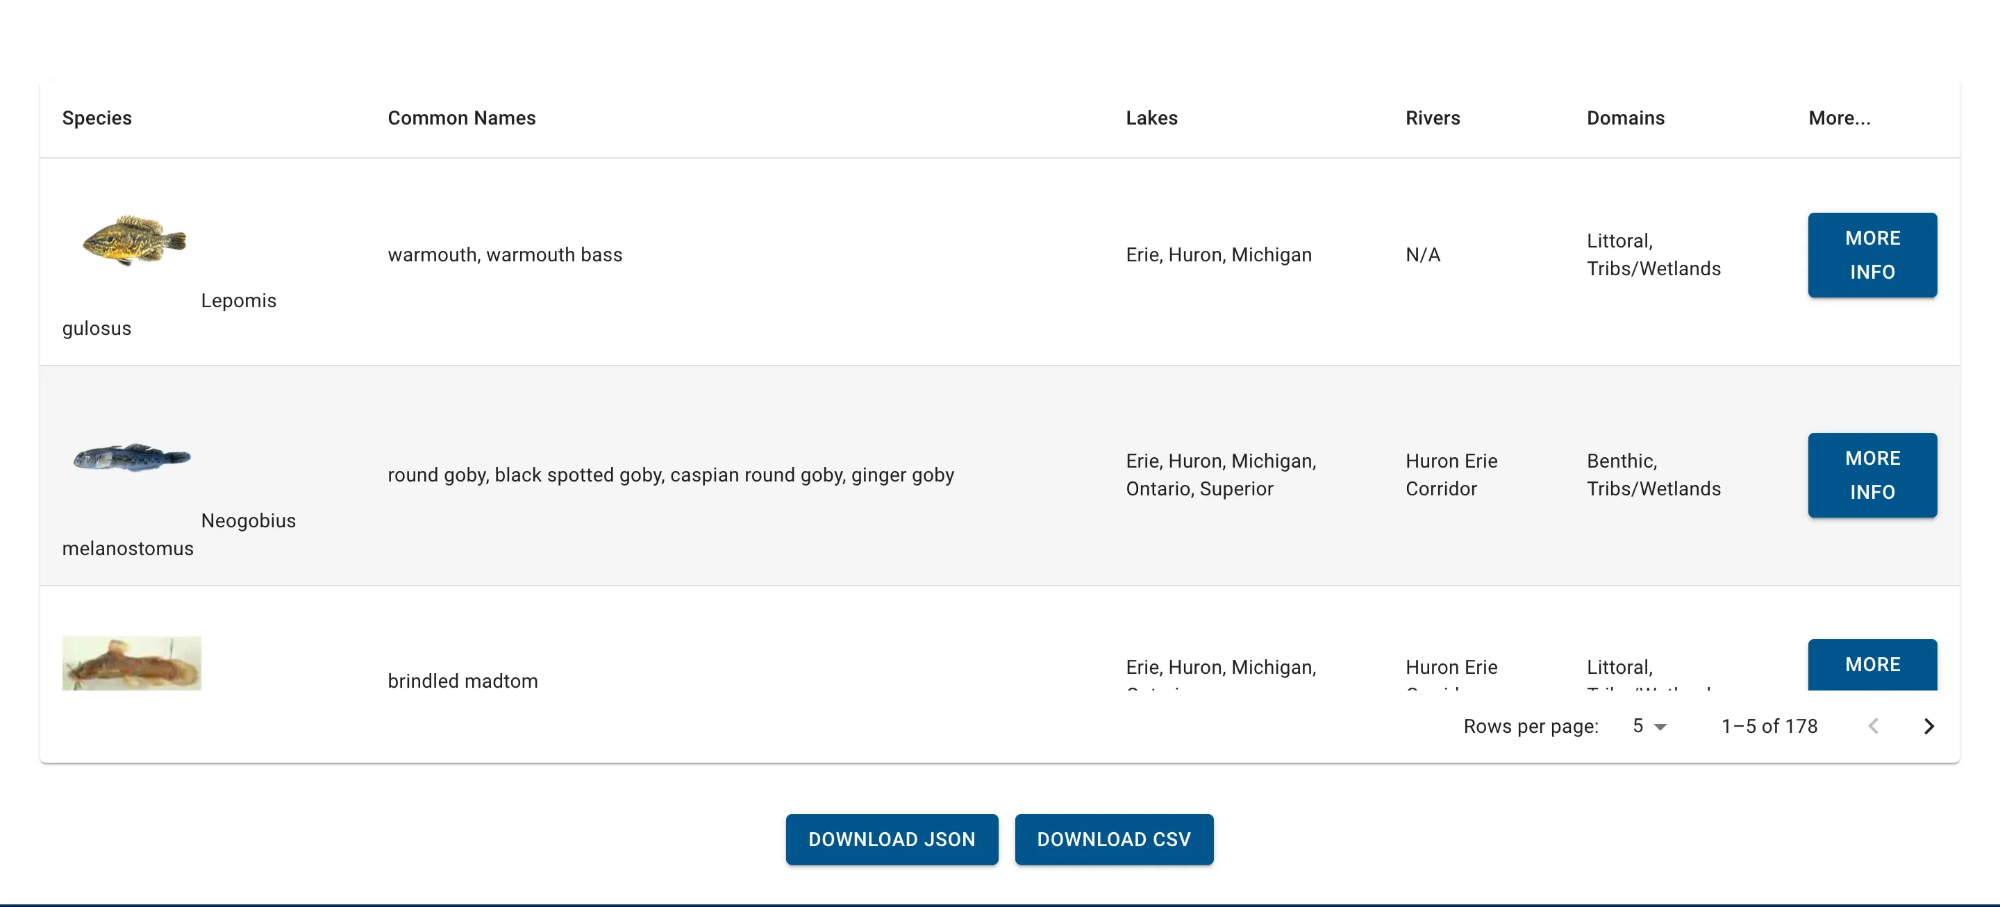 Species Common Names Lakes Rivers Domains More...
warmouth, warmouth bass Erie, Huron, Michigan N/A Littoral, Tribs/Wetlands MORE INFO
Lepomis
gulosus
round goby, black spotted goby, caspian round goby, ginger goby Erie, Huron, Michigan, Ontario, Superior Huron Erie Corridor Benthic, Tribs/Wetlands MORE INFO
Neogobius
melanostomus
brindled madtom Erie, Huron, Michigan, Huron Erie Littoral, MORE
Rows per page: 5 1–5 of 178
DOWNLOAD JSON DOWNLOAD CSV